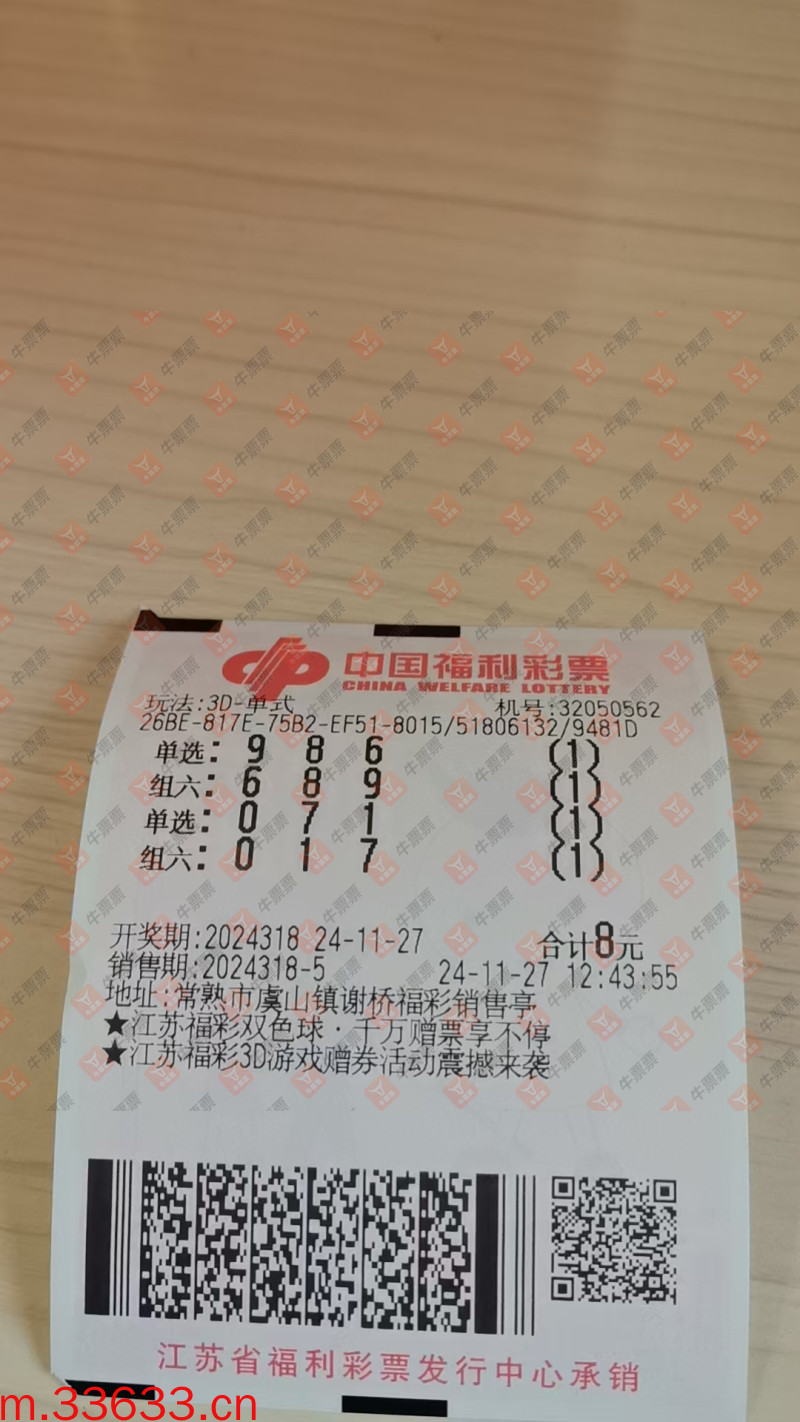 中国福利彩票
CHINA WELFARE LOTTERY
玩法:3D-单式 机号:32050562
26BE-817E-75B2-EF51-8015/51806132/9481D
单选: 9 8 6 (1)
组六: 6 8 9 (1)
单选: 0 7 1 (1)
组六: 0 1 7 (1)
开奖期:2024318 24-11-27 合计8元
销售期:2024318-5 24-11-27 12:43:55
地址:常熟市虞山镇谢桥福彩销售亭
★江苏福彩双色球·千万赠票享不停
★江苏福彩3D游戏赠券活动震撼来袭
江苏省福利彩票发行中心承销
m.33633.cn
牛票票